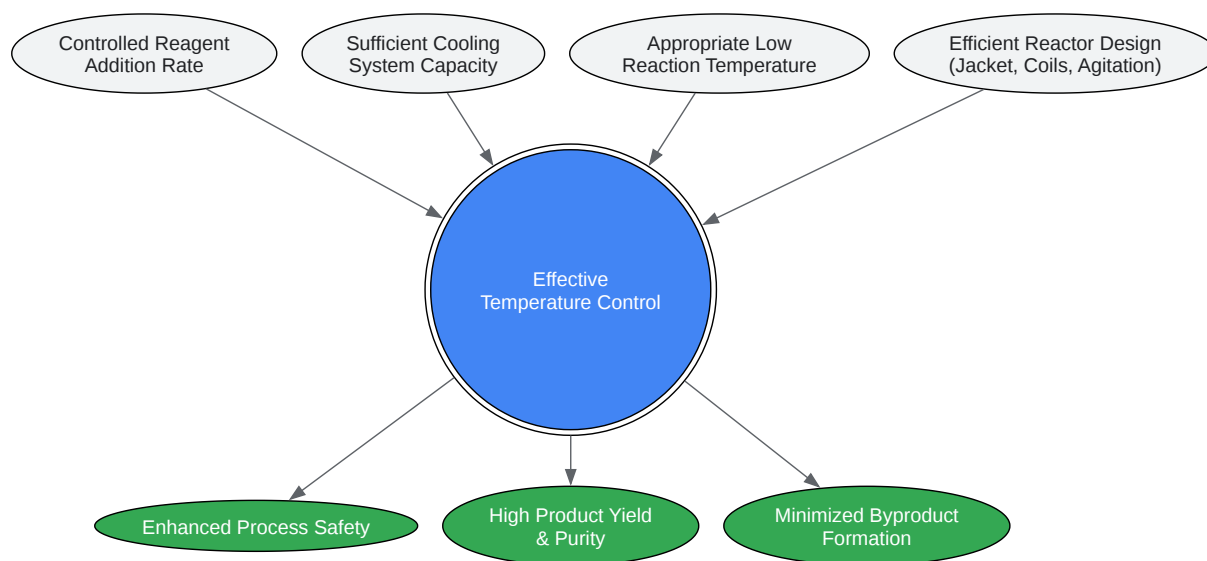 Controlled Reagent
Addition Rate
Sufficient Cooling
System Capacity
Appropriate Low
Reaction Temperature
Efficient Reactor Design
(Jacket, Coils, Agitation)
Effective
Temperature Control
Enhanced Process Safety
High Product Yield
& Purity
Minimized Byproduct
Formation